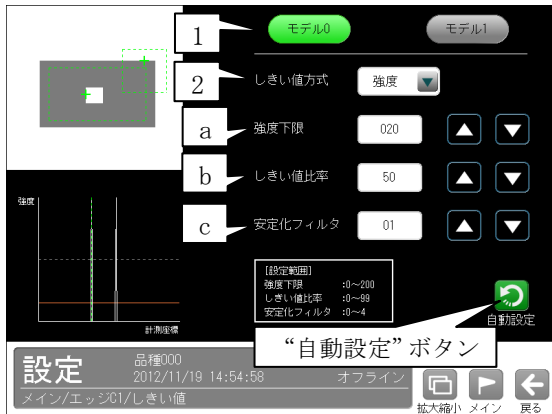 1
モデル0
モデル1
2
しきい値方式
強度
a
強度下限
020
b
しきい値比率
50
c
安定化フィルタ
01
強度
計測座標
[設定範囲]
強度下限 :0～200
しきい値比率 :0～99
安定化フィルタ :0～4
自動設定
“自動設定” ボタン
設定
品種000
2012/11/19 14:54:58
オフライン
メイン/エッジC1/しきい値
拡大縮小
メイン
戻る